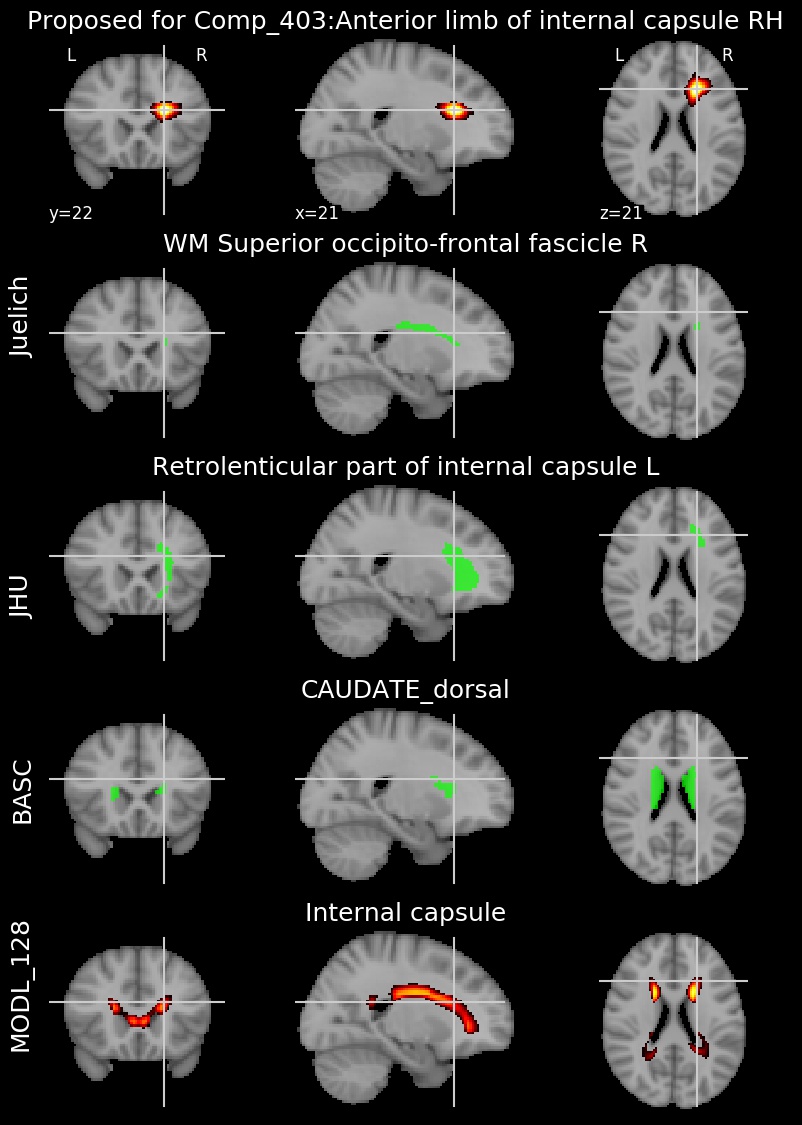 Proposed for Comp_403:Anterior limb of internal capsule RH
L R L R
y=22 x=21 z=21
WM Superior occipito-frontal fascicle R
Juelich
Retrolenticular part of internal capsule L
JHU
CAUDATE_dorsal
BASC
Internal capsule
MODL_128